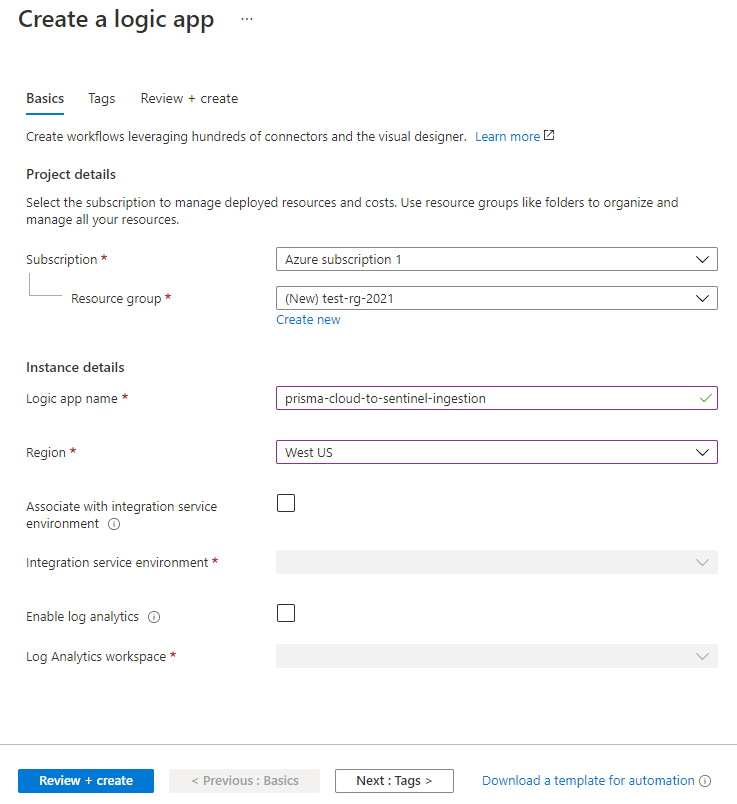 Create a logic app ...
Basics Tags Review + create
Create workflows leveraging hundreds of connectors and the visual designer. Learn more
Project details
Select the subscription to manage deployed resources and costs. Use resource groups like folders to organize and
manage all your resources.
Subscription * Azure subscription 1
Resource group * (New) test-rg-2021
Create new
Instance details
Logic app name * prisma-cloud-to-sentinel-ingestion
Region * West US
Associate with integration service
environment
Integration service environment *
Enable log analytics
Log Analytics workspace *
Review + create < Previous : Basics Next : Tags > Download a template for automation